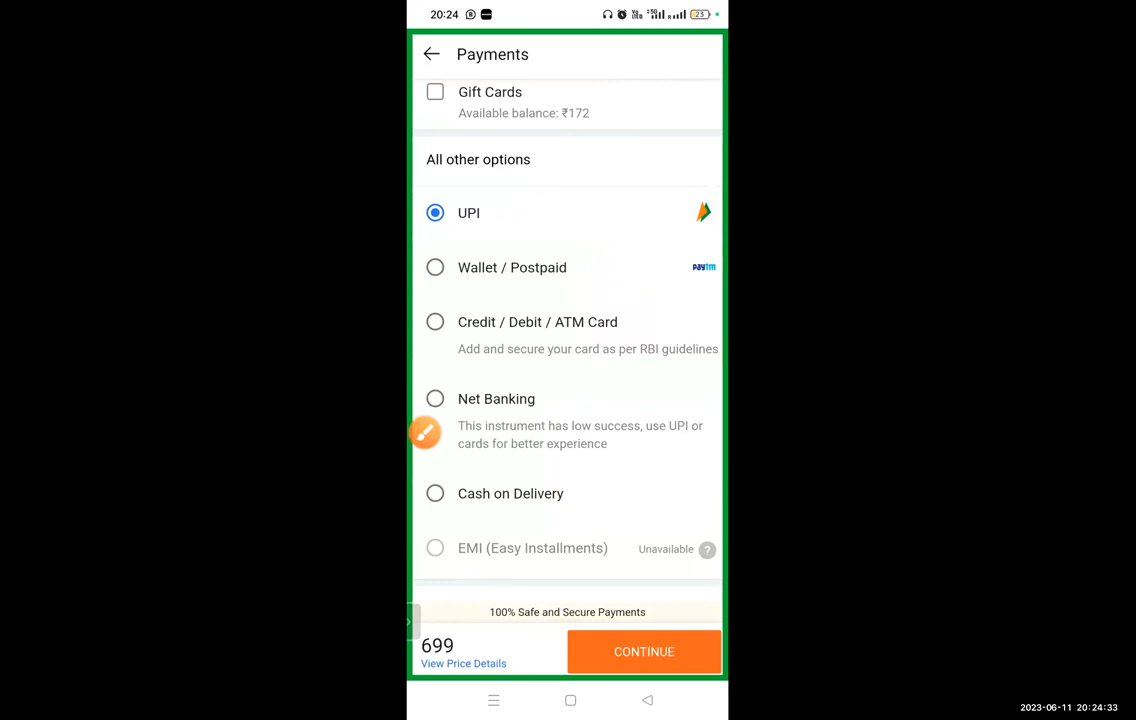 20:24
23
Payments
Gift Cards
Available balance: ₹172
All other options
UPI
Wallet / Postpaid
paytm
Credit / Debit / ATM Card
Add and secure your card as per RBI guidelines
Net Banking
This instrument has low success, use UPI or
cards for better experience
Cash on Delivery
EMI (Easy Installments)
Unavailable ?
100% Safe and Secure Payments
699
View Price Details
CONTINUE
2023-06-11 20:24:33